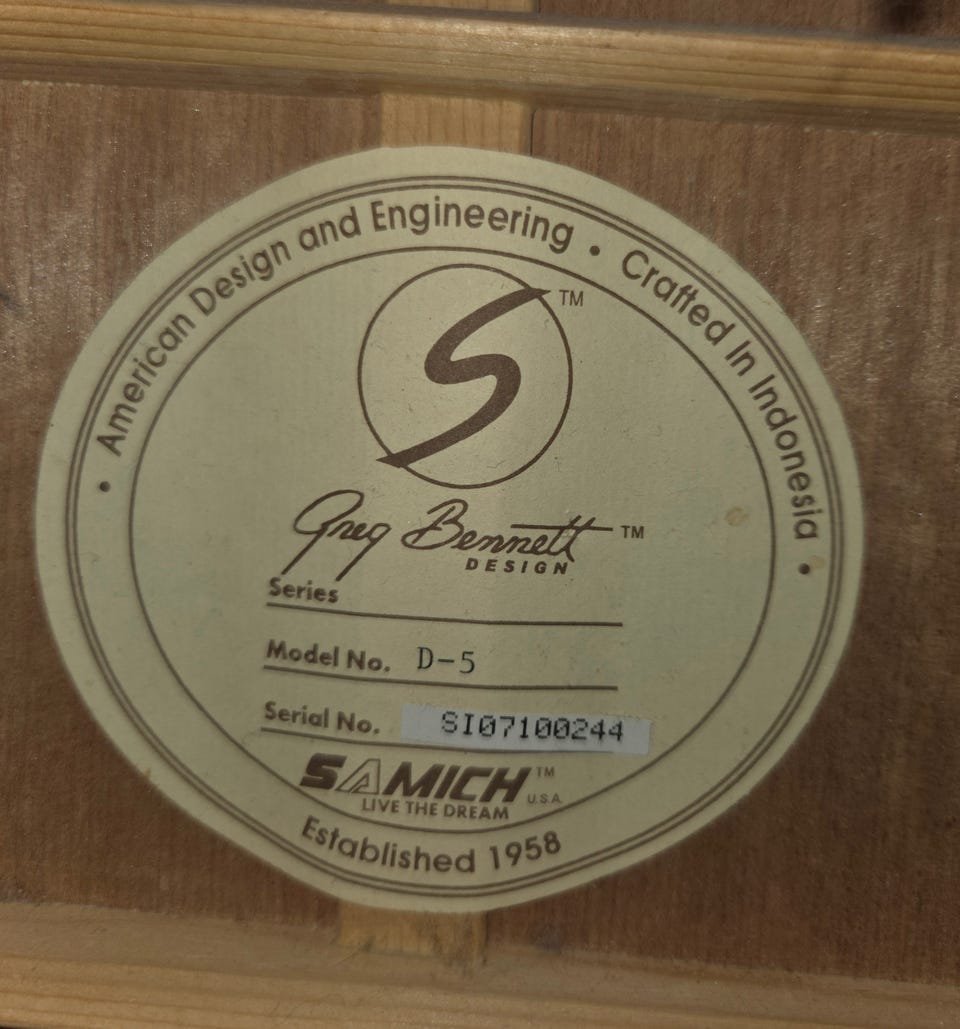 • American Design and Engineering • Crafted In Indonesia •
S™
Greg Bennett™
DESIGN
Series
Model No. D-5
Serial No. SI07100244
SAMICK™
U.S.A.
LIVE THE DREAM
Established 1958